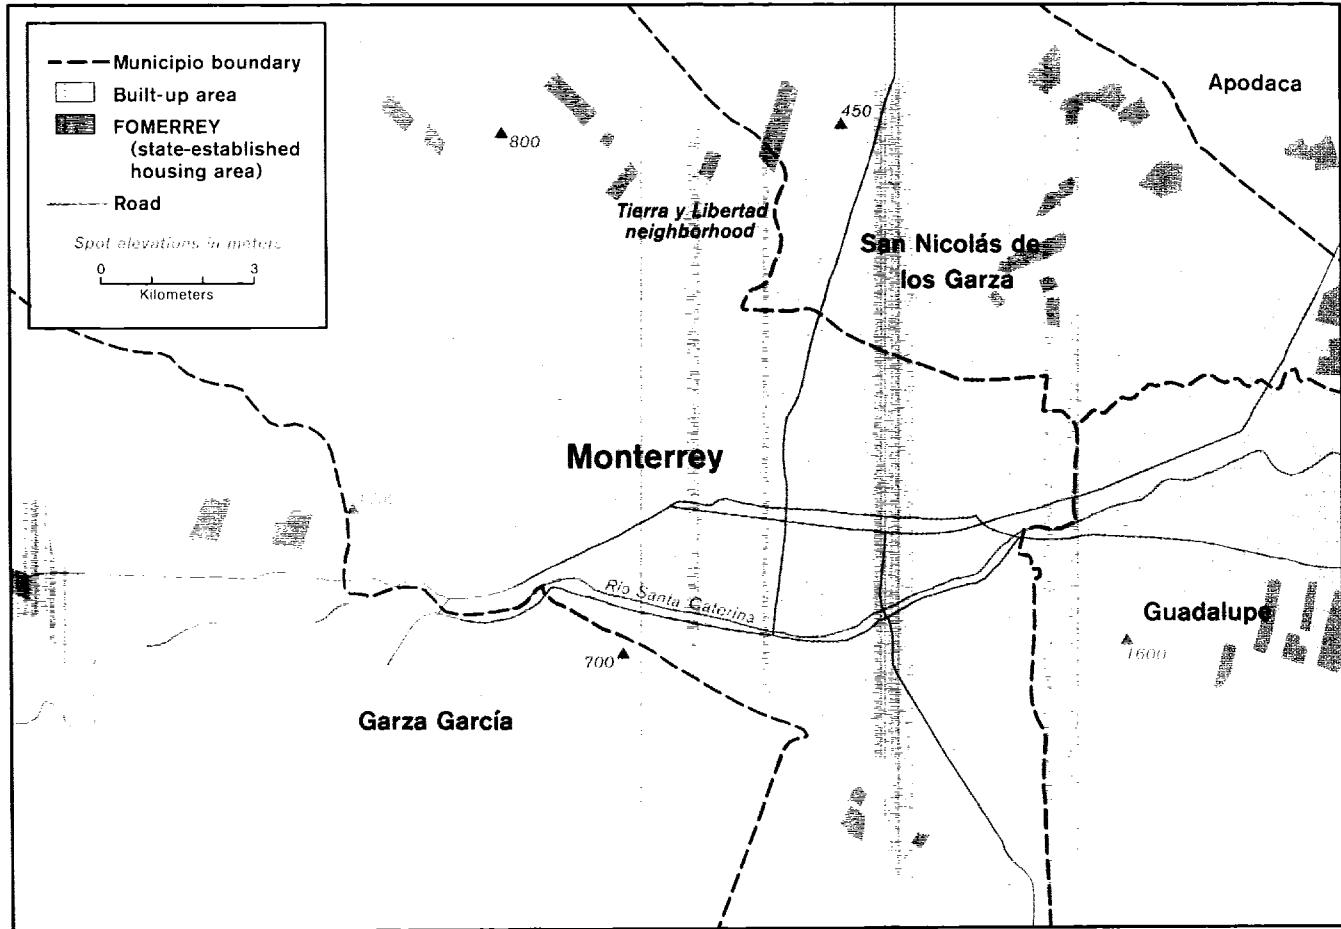 Municipio boundary
Built-up area
FOMERREY
(state-established
housing area)
Road
Spot elevations in meters
0 3
Kilometers
Apodaca
450
800
Tierra y Libertad
neighborhood
San Nicolás de
los Garza
Monterrey
Río Santa Catarina
Guadalupe
700
1600
Garza García